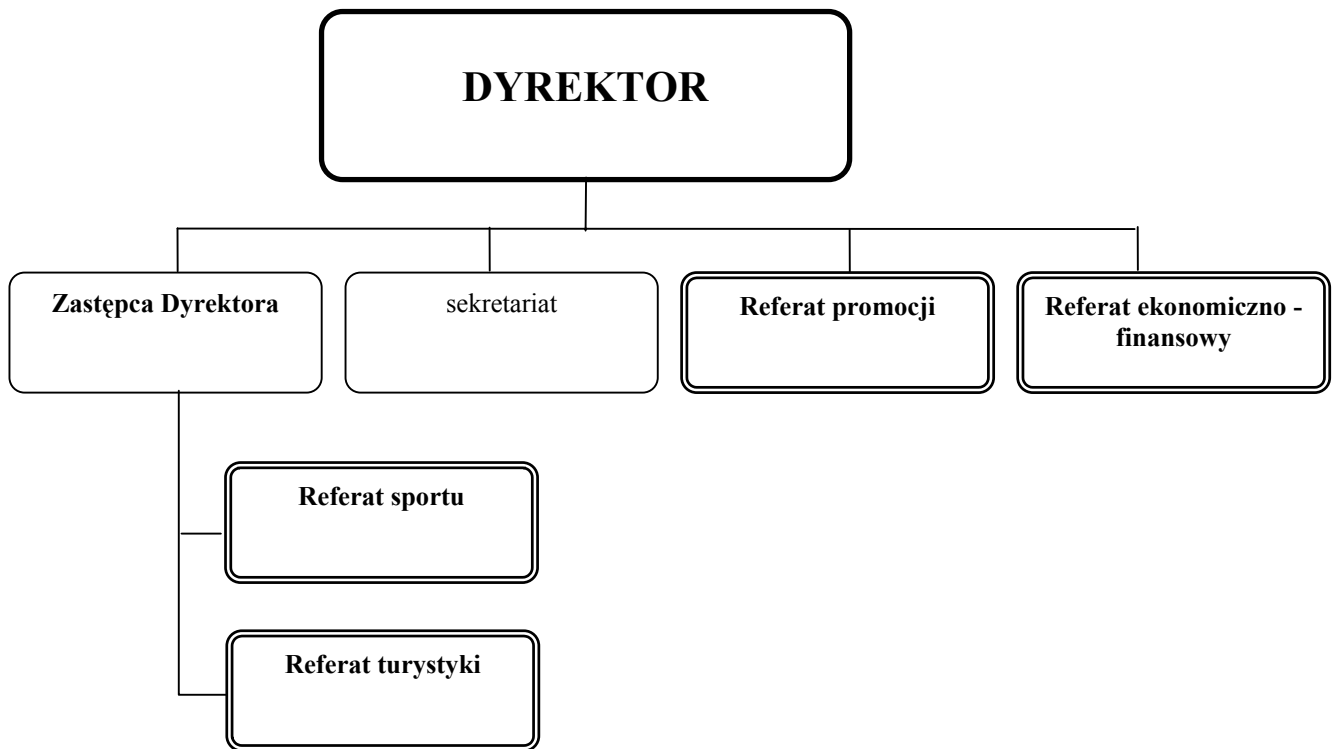 DYREKTOR
Zastępca Dyrektora
sekretariat
Referat promocji
Referat ekonomiczno -
finansowy
Referat sportu
Referat turystyki